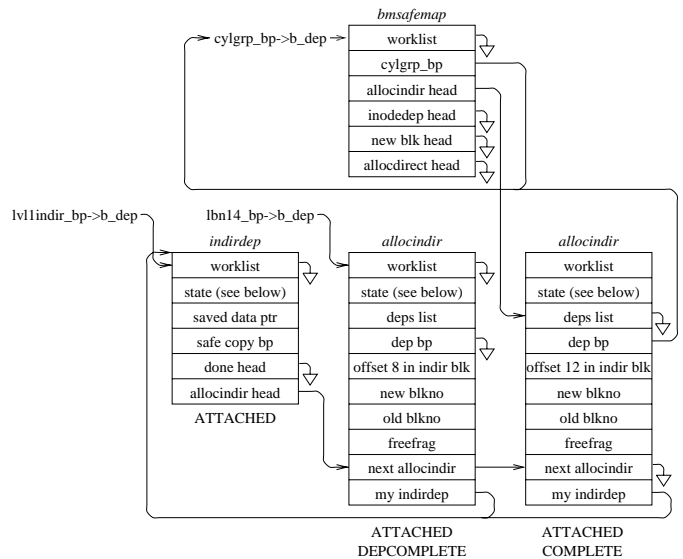 bmsafemap
cylgrp_bp->b_dep
worklist
cylgrp_bp
allocindir head
inodedep head
new blk head
allocdirect head
lvl1indir_bp->b_dep
lbn14_bp->b_dep
indirdep
worklist
state (see below)
saved data ptr
safe copy bp
done head
allocindir head
ATTACHED
allocindir
worklist
state (see below)
deps list
dep bp
offset 8 in indir blk
new blkno
old blkno
freefrag
next allocindir
my indirdep
ATTACHED
DEPCOMPLETE
allocindir
worklist
state (see below)
deps list
dep bp
offset 12 in indir blk
new blkno
old blkno
freefrag
next allocindir
my indirdep
ATTACHED
COMPLETE